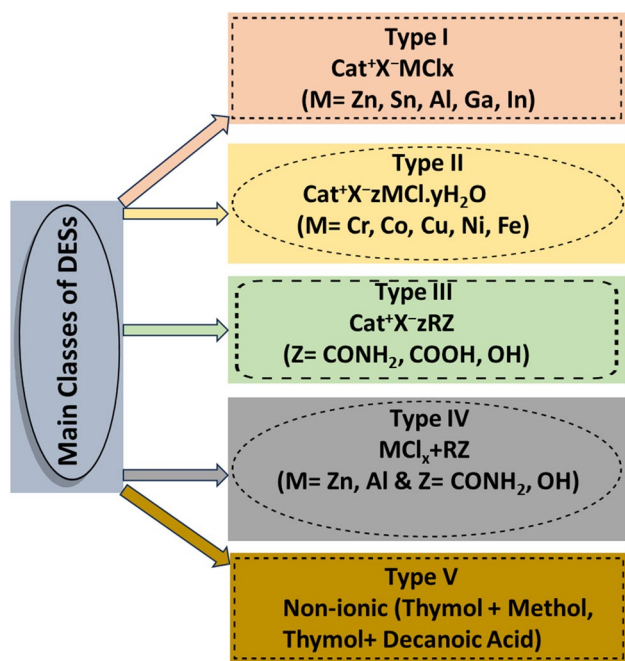 Main Classes of DESs
Type I
Cat⁺X⁻MClx
(M= Zn, Sn, Al, Ga, In)
Type II
Cat⁺X⁻zMCl.yH₂O
(M= Cr, Co, Cu, Ni, Fe)
Type III
Cat⁺X⁻zRZ
(Z= CONH₂, COOH, OH)
Type IV
MClₓ+RZ
(M= Zn, Al & Z= CONH₂, OH)
Type V
Non-ionic (Thymol + Methol,
Thymol+ Decanoic Acid)